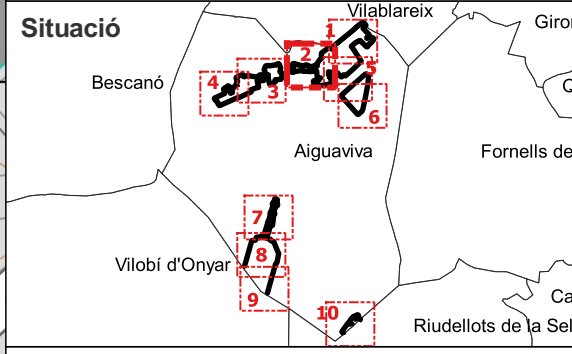 Situació
Vilablareix
Giro
1
2
5
Bescanó
4
3
6
Aiguaviva
Fornells de
7
8
Vilobí d'Onyar
9
10
Ca
Riudellots de la Sel